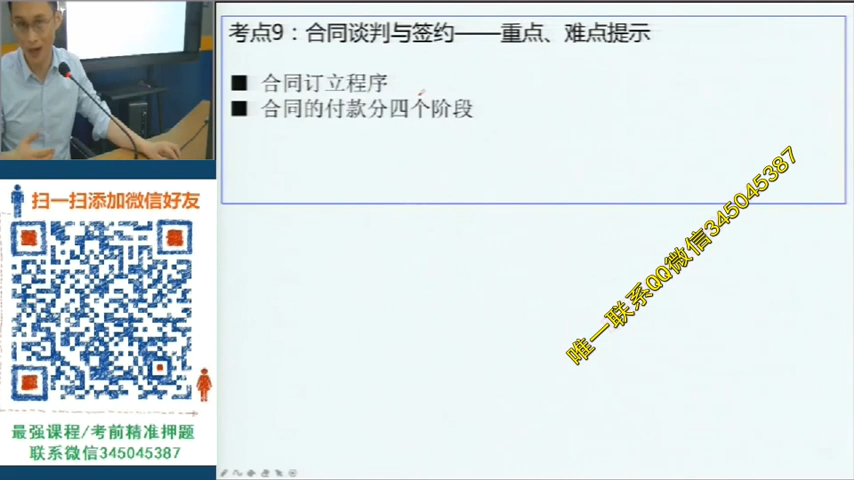 考点9：合同谈判与签约——重点、难点提示
■ 合同订立程序
■ 合同的付款分四个阶段
扫一扫添加微信好友
最强课程/考前精准押题
联系微信345045387
唯一联系QQ微信345045387